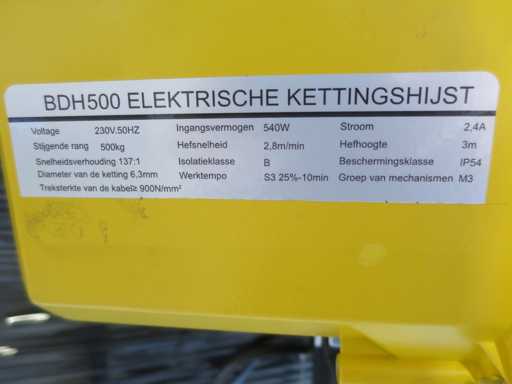 BDH500 ELEKTRISCHE KETTINGSHIJST
Voltage 230V.50HZ Ingangsvermogen 540W Stroom 2,4A
Stijgende rang 500kg Hefsnelheid 2,8m/min Hefhoogte 3m
Snelheidsverhouding 137:1 Isolatieklasse B Beschermingsklasse IP54
Diameter van de ketting 6,3mm Werktempo S3 25%-10min Groep van mechanismen M3
Treksterkte van de kabel≥ 900N/mm²